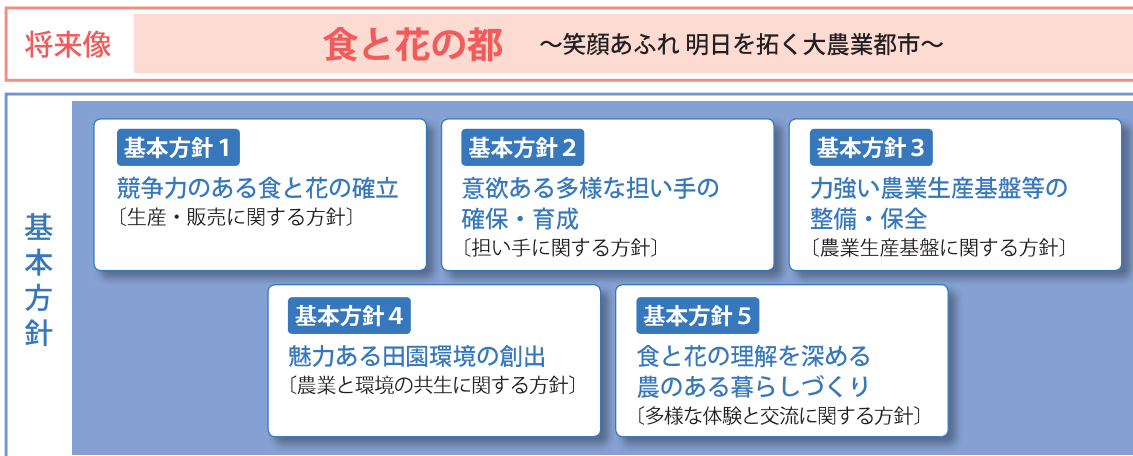 将来像
食と花の都 〜笑顔あふれ 明日を拓く大農業都市〜
基本方針
基本方針1
競争力のある食と花の確立
〔生産・販売に関する方針〕
基本方針2
意欲ある多様な担い手の
確保・育成
〔担い手に関する方針〕
基本方針3
力強い農業生産基盤等の
整備・保全
〔農業生産基盤に関する方針〕
基本方針4
魅力ある田園環境の創出
〔農業と環境の共生に関する方針〕
基本方針5
食と花の理解を深める
農のある暮らしづくり
〔多様な体験と交流に関する方針〕